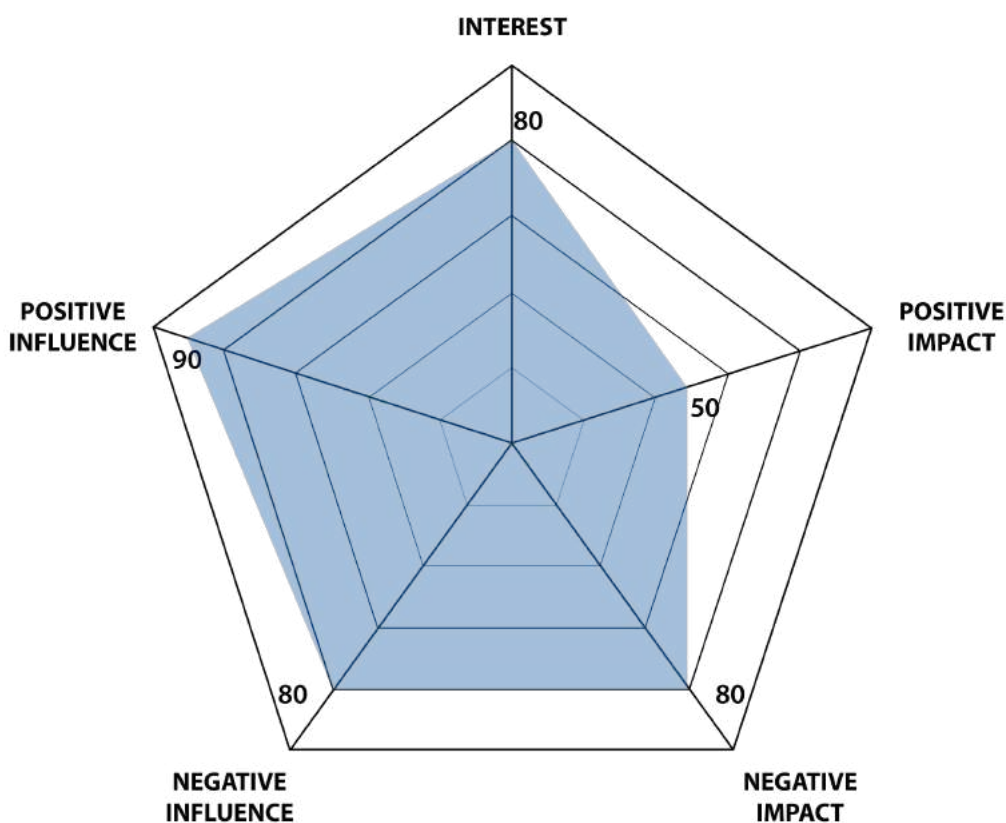 INTEREST
80
POSITIVE
INFLUENCE
90
POSITIVE
IMPACT
50
80
80
NEGATIVE
INFLUENCE
NEGATIVE
IMPACT